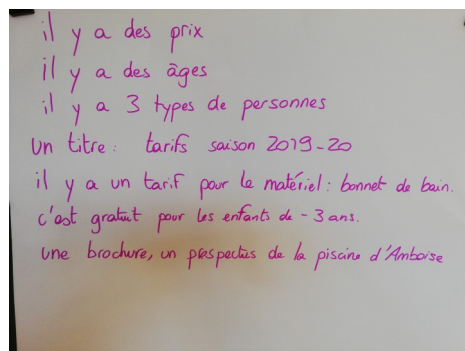 il y a des prix
il y a des âges
il y a 3 types de personnes
un titre : tarifs saison 2019-20
il y a un tarif pour le matériel : bonnet de bain.
c'est gratuit pour les enfants de - 3 ans.
une brochure, un prospectus de la piscine d'Amboise